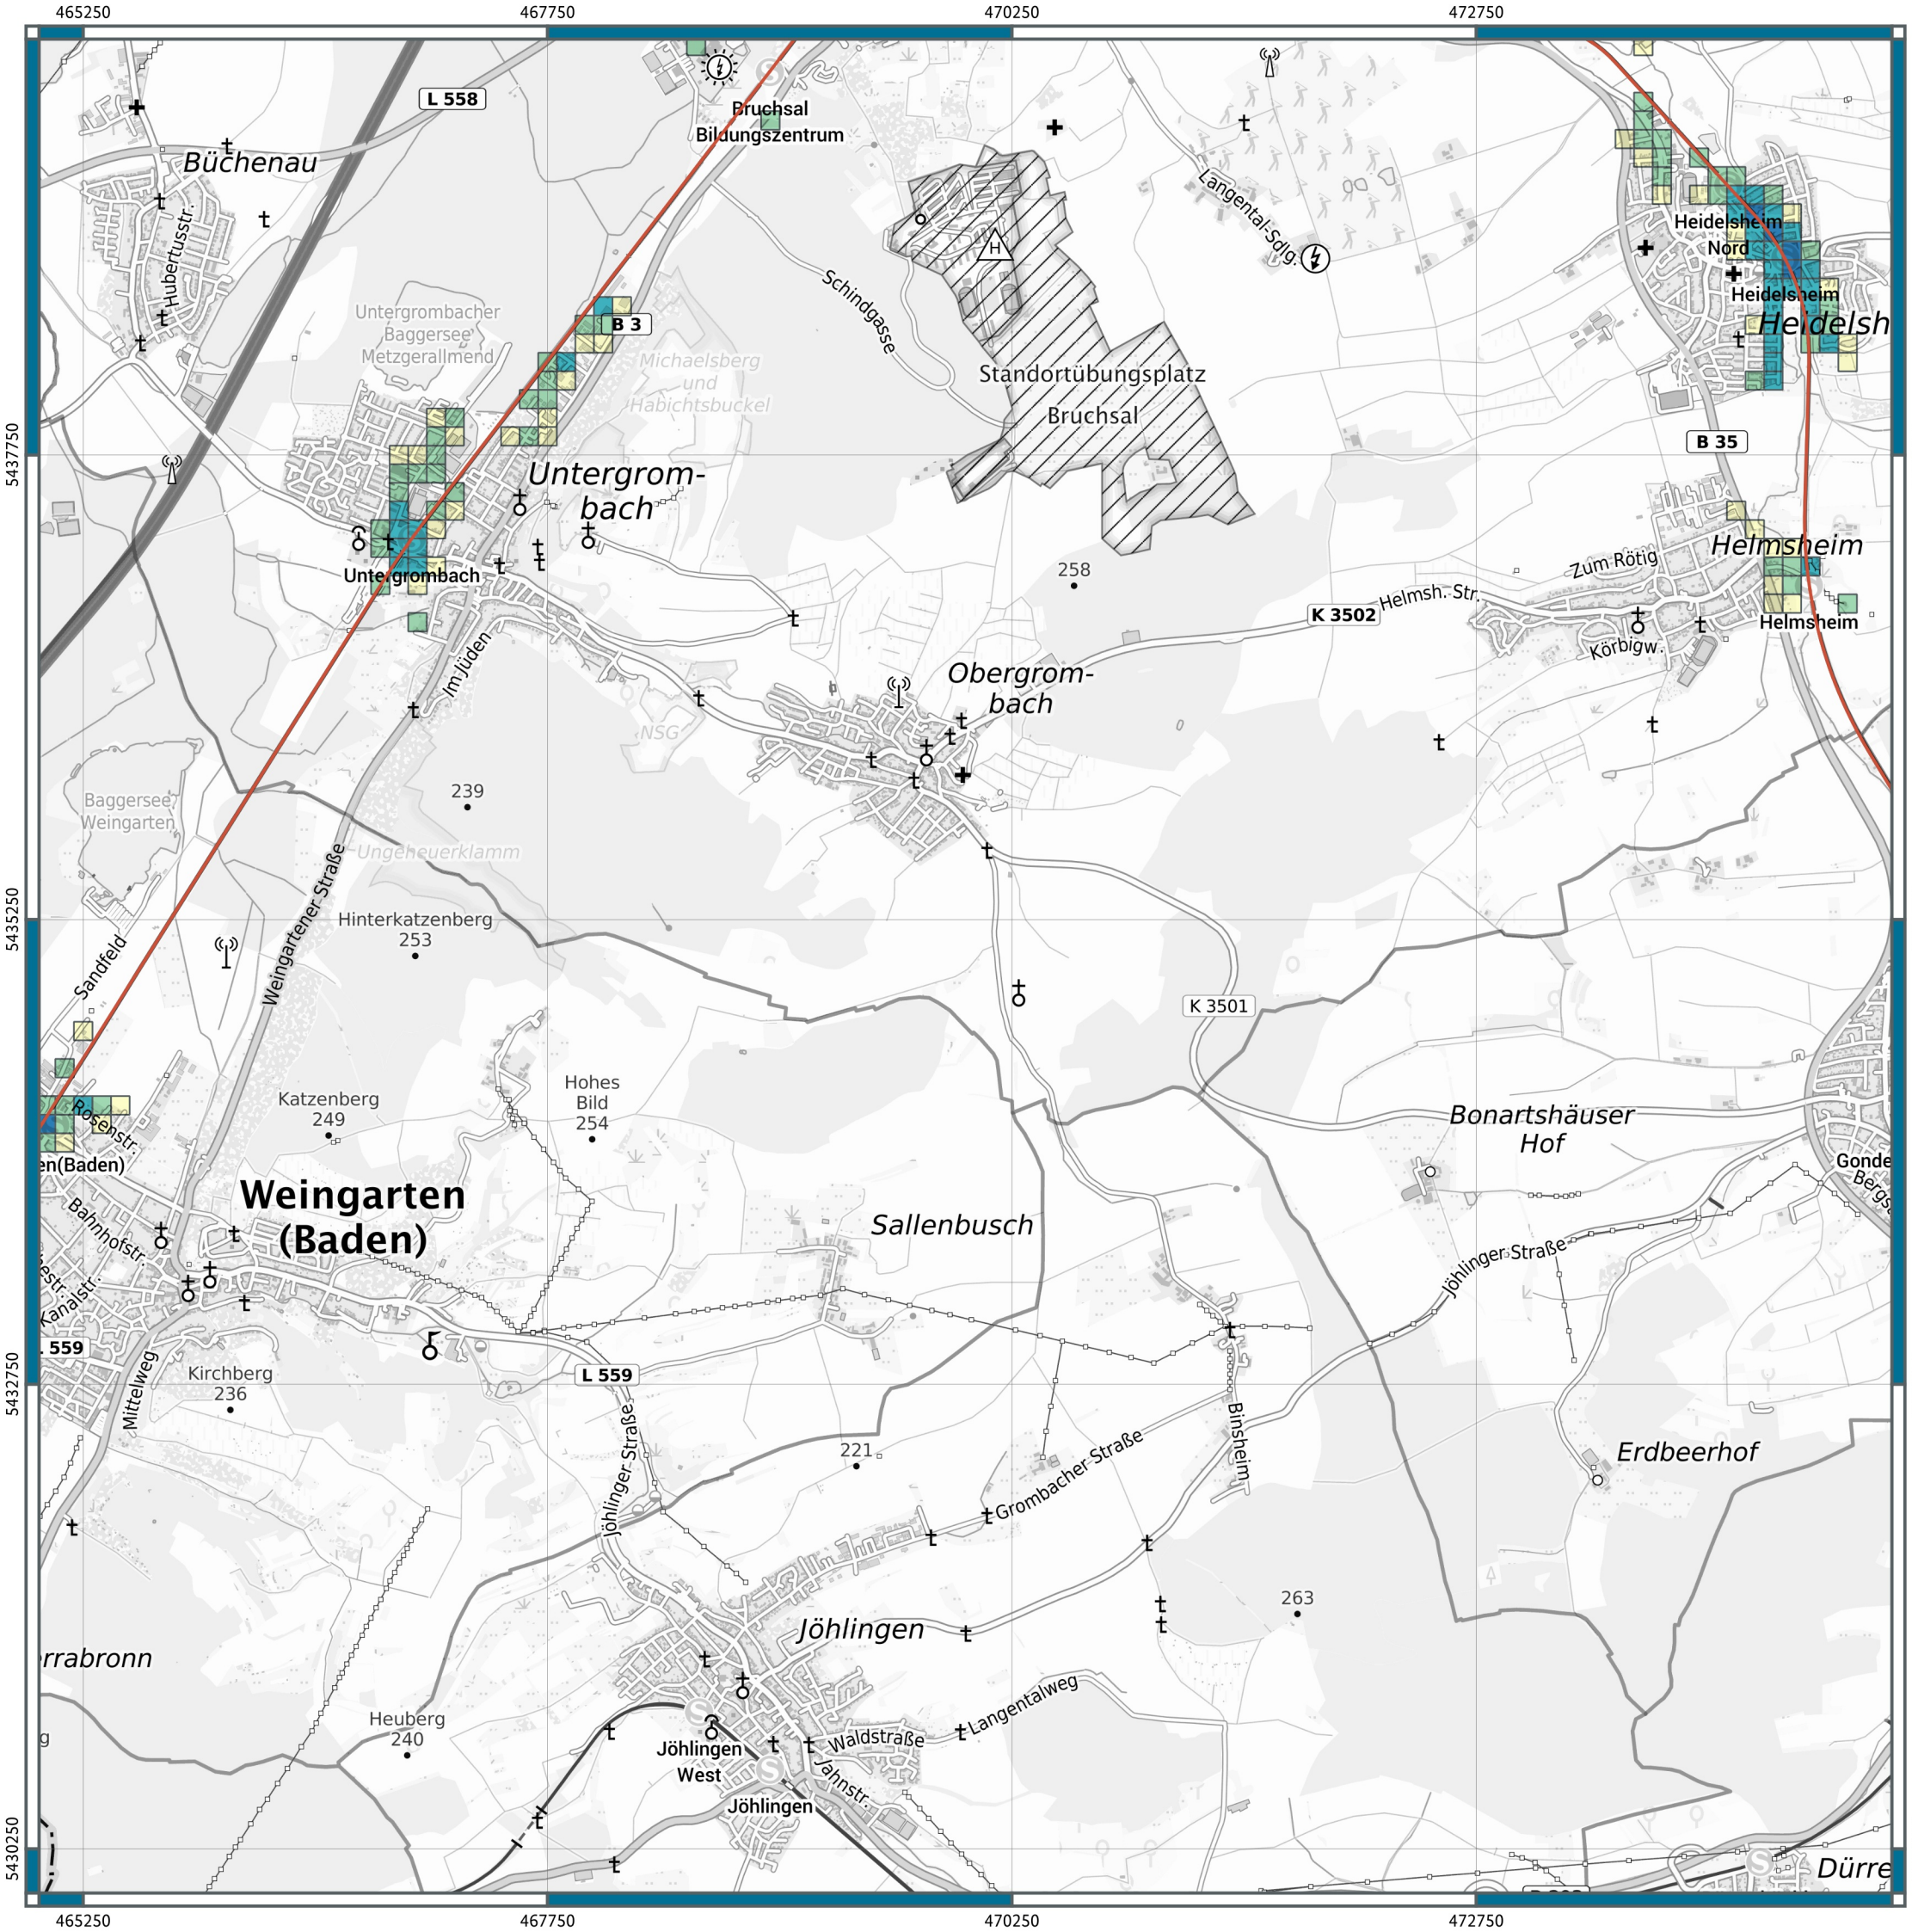 465250
467750
470250
472750
L 558
Bruchsal
Bildungszentrum
Büchenau
Hubertusstr.
Langental-Sdlg.
H
Heidelsheim
Nord
Heidelsheim
Heidelsh
Schindgasse
B 3
Untergrombacher
Baggersee
Metzgerallmend
Michaelsberg
und
Habichtsbuckel
Standortübungsplatz
Bruchsal
B 35
5437750
Untergrom-
bach
Helmsheim
Zum Rötig
Untergrombach
258
Helmsh. Str.
K 3502
Helmsheim
Körbigw.
Im Jüden
Obergrom-
bach
NSG
239
Baggersee
Weingarten
Ungeheuerklamm
Weingartener Straße
5435250
Hinterkatzenberg
253
Sandfeld
K 3501
Katzenberg
249
Hohes
Bild
254
Rosenstr.
Bonartshäuser
Hof
en(Baden)
Gonde
Bergs
Weingarten
(Baden)
Bahnhofstr.
Sallenbusch
Jöhlinger Straße
estr.
Kanalstr.
L 559
5432750
Kirchberg
236
Mittelweg
L 559
Jöhlinger Straße
Binsheim
221
Grombacher Straße
Erdbeerhof
263
Jöhlingen
rrabronn
Langentalweg
Heuberg
240
g
S
Jöhlingen
West
Waldstraße
S
Jahnstr.
Jöhlingen
5430250
S
Dürre
465250
467750
470250
472750